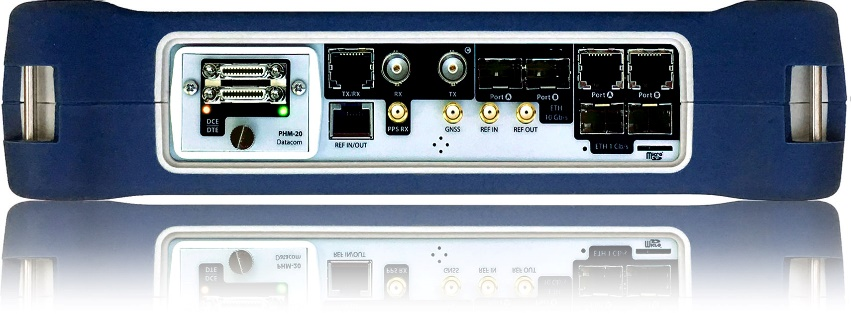 DCE
DTE
PHM-20
Datacom
TX/RX
RX
TX
REF IN/OUT
PPS RX
GNSS
REF IN
REF OUT
Port A
Port B
ETH
10 Gb/s
Port A
Port B
ETH 1 Gb/s
Micro